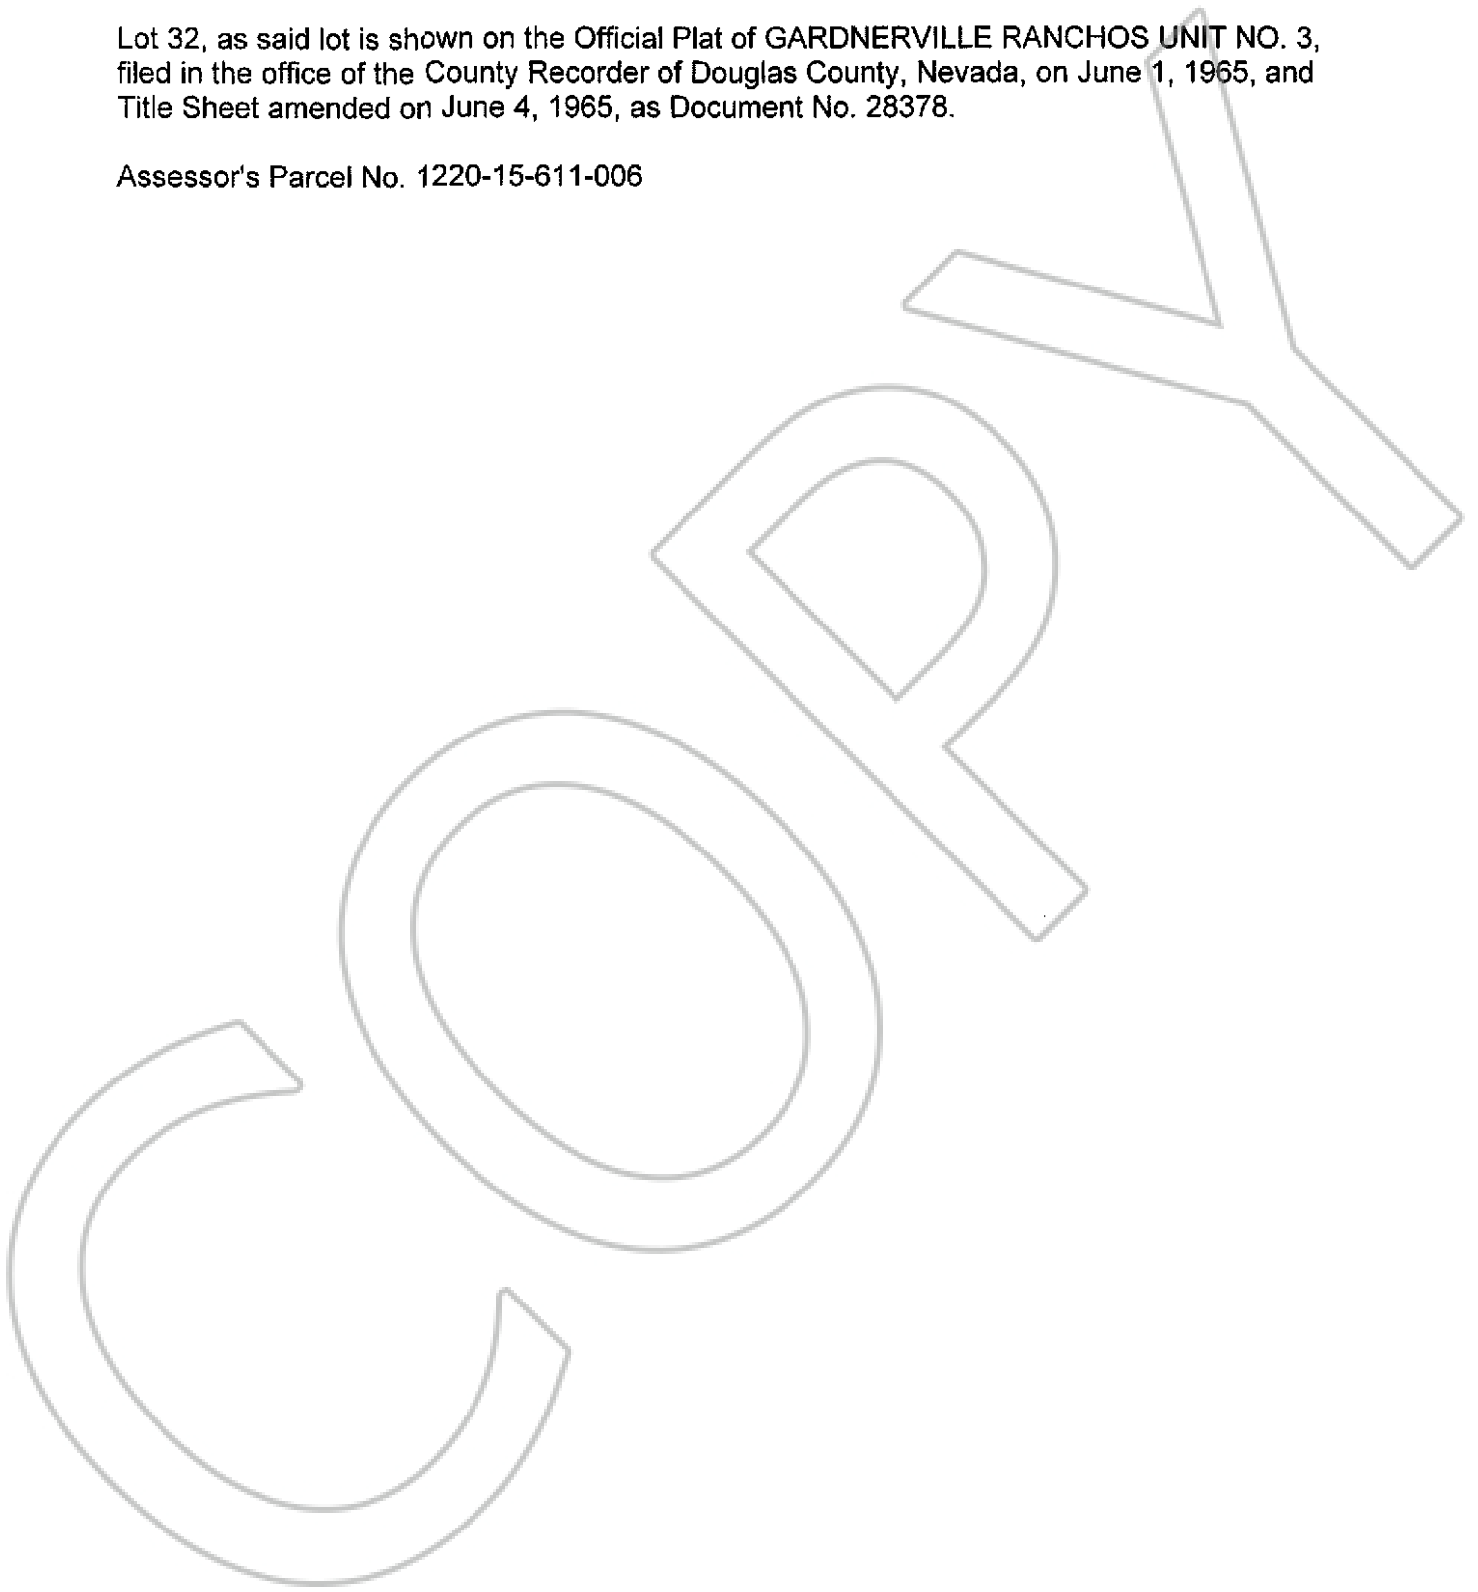 Lot 32, as said lot is shown on the Official Plat of GARDNERVILLE RANCHOS UNIT NO. 3,
filed in the office of the County Recorder of Douglas County, Nevada, on June 1, 1965, and
Title Sheet amended on June 4, 1965, as Document No. 28378.
Assessor's Parcel No. 1220-15-611-006
COPY